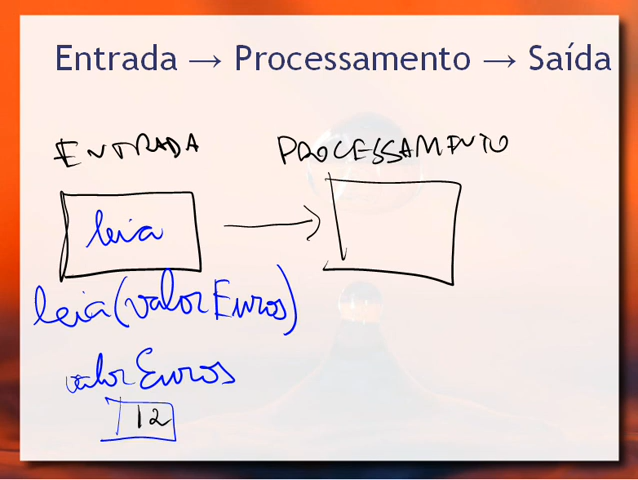 Entrada → Processamento → Saída
ENTRADA PROCESSAMENTO
leia
leia(valorEuros)
valorEuros
12